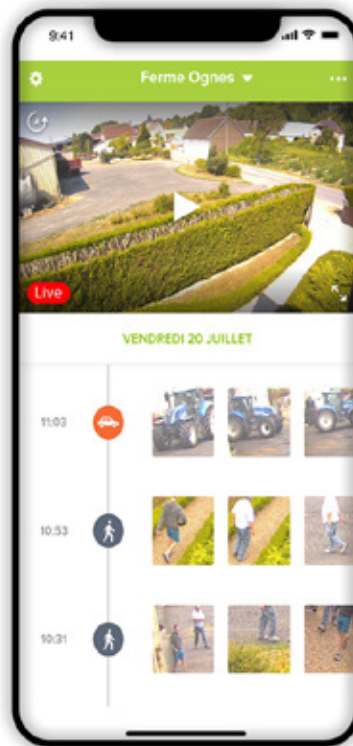 9:41
Ferme Ognes
Live
VENDREDI 20 JUILLET
11:03
10:53
10:31